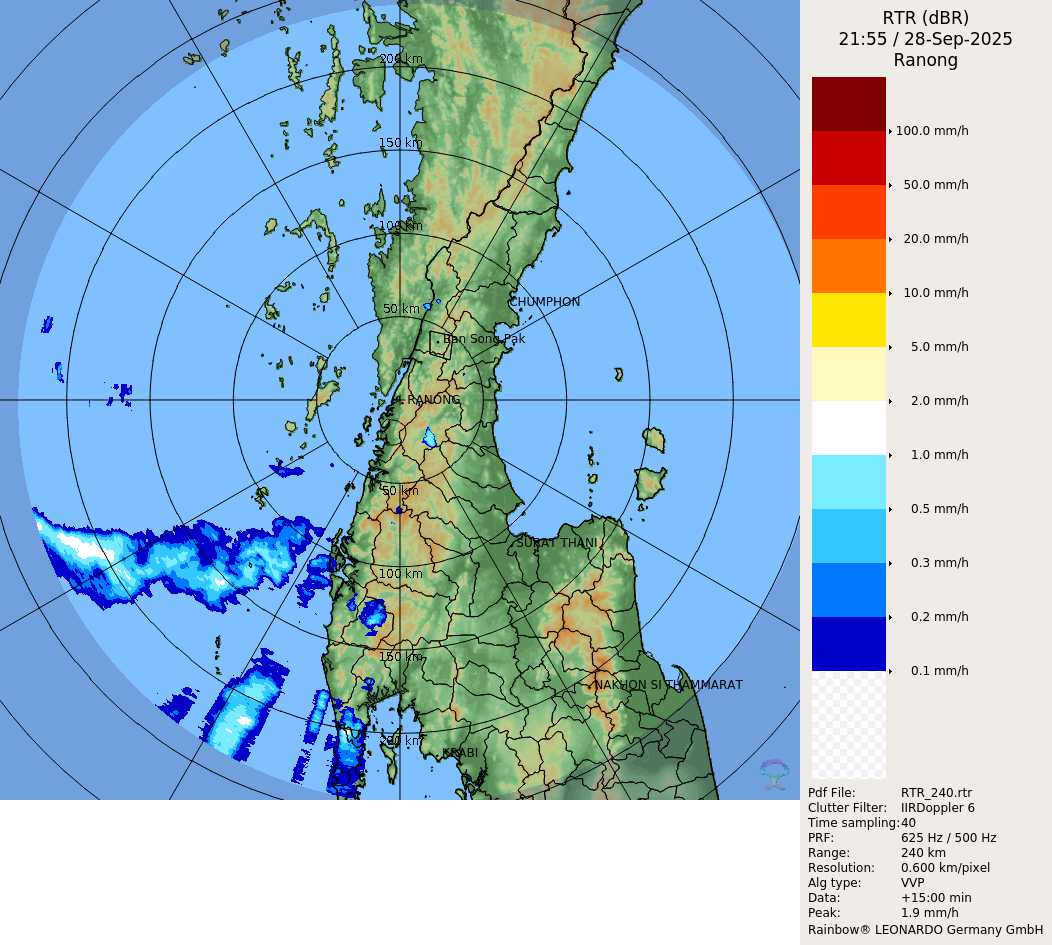 RTR (dBR)
21:55 / 28-Sep-2025
Ranong
100.0 mm/h
50.0 mm/h
20.0 mm/h
10.0 mm/h
5.0 mm/h
2.0 mm/h
1.0 mm/h
0.5 mm/h
0.3 mm/h
0.2 mm/h
0.1 mm/h
200 km
150 km
100 km
50 km
CHUMPHON
Ban Song Pak
RANONG
50 km
SURAT THANI
100 km
150 km
NAKHON SI THAMMARAT
200 km
KRABI
Pdf File: RTR_240.rtr
Clutter Filter: IIRDoppler 6
Time sampling:40
PRF: 625 Hz / 500 Hz
Range: 240 km
Resolution: 0.600 km/pixel
Alg type: VVP
Data: +15:00 min
Peak: 1.9 mm/h
Rainbow® LEONARDO Germany GmbH